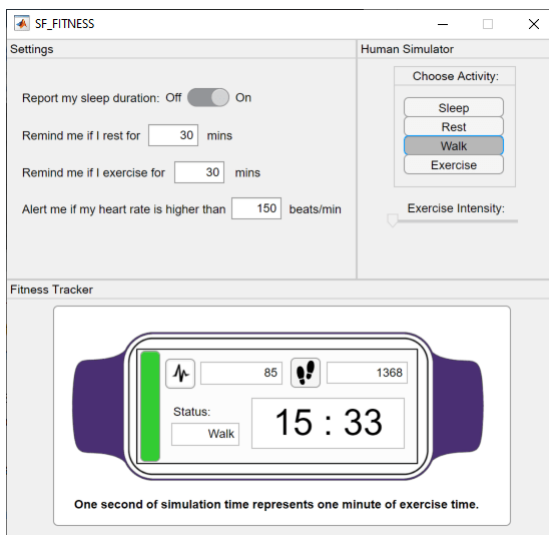 SF_FITNESS
Settings
Report my sleep duration: Off On
Remind me if I rest for 30 mins
Remind me if I exercise for 30 mins
Alert me if my heart rate is higher than 150 beats/min
Human Simulator
Choose Activity:
Sleep
Rest
Walk
Exercise
Exercise Intensity:
Fitness Tracker
85 1368
Status:
Walk
15 : 33
One second of simulation time represents one minute of exercise time.